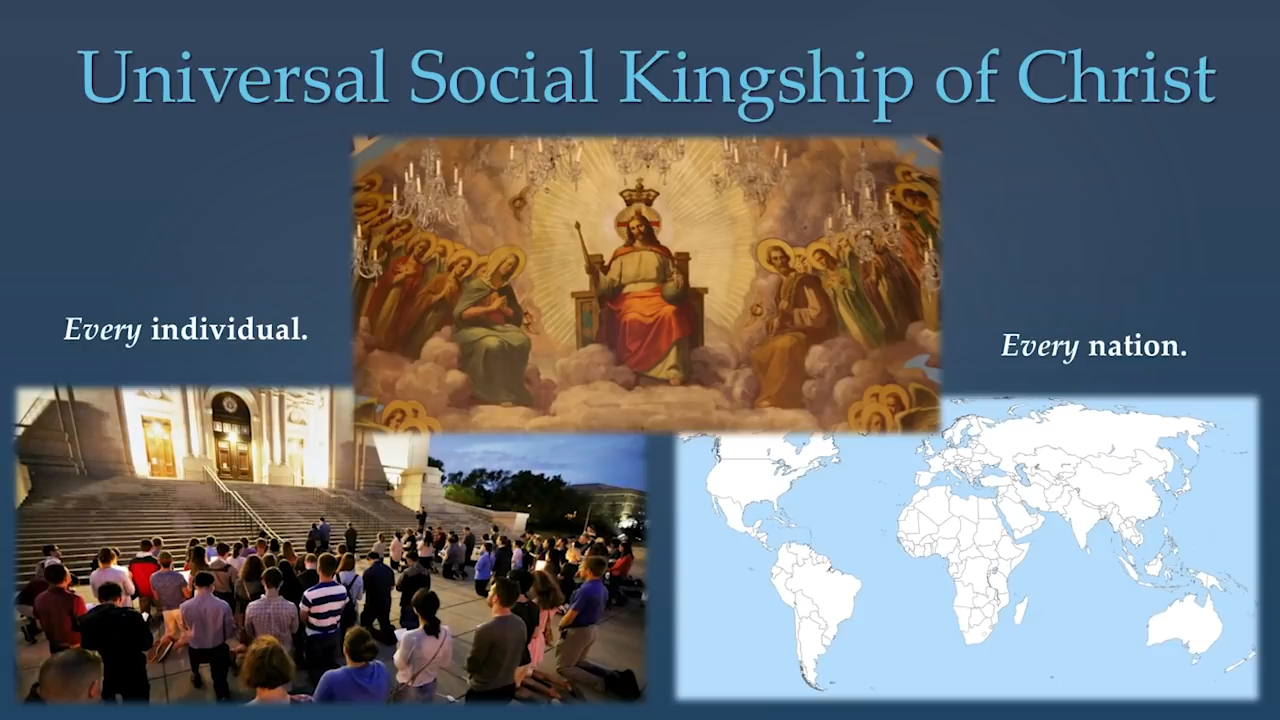 Universal Social Kingship of Christ
Every individual.
Every nation.